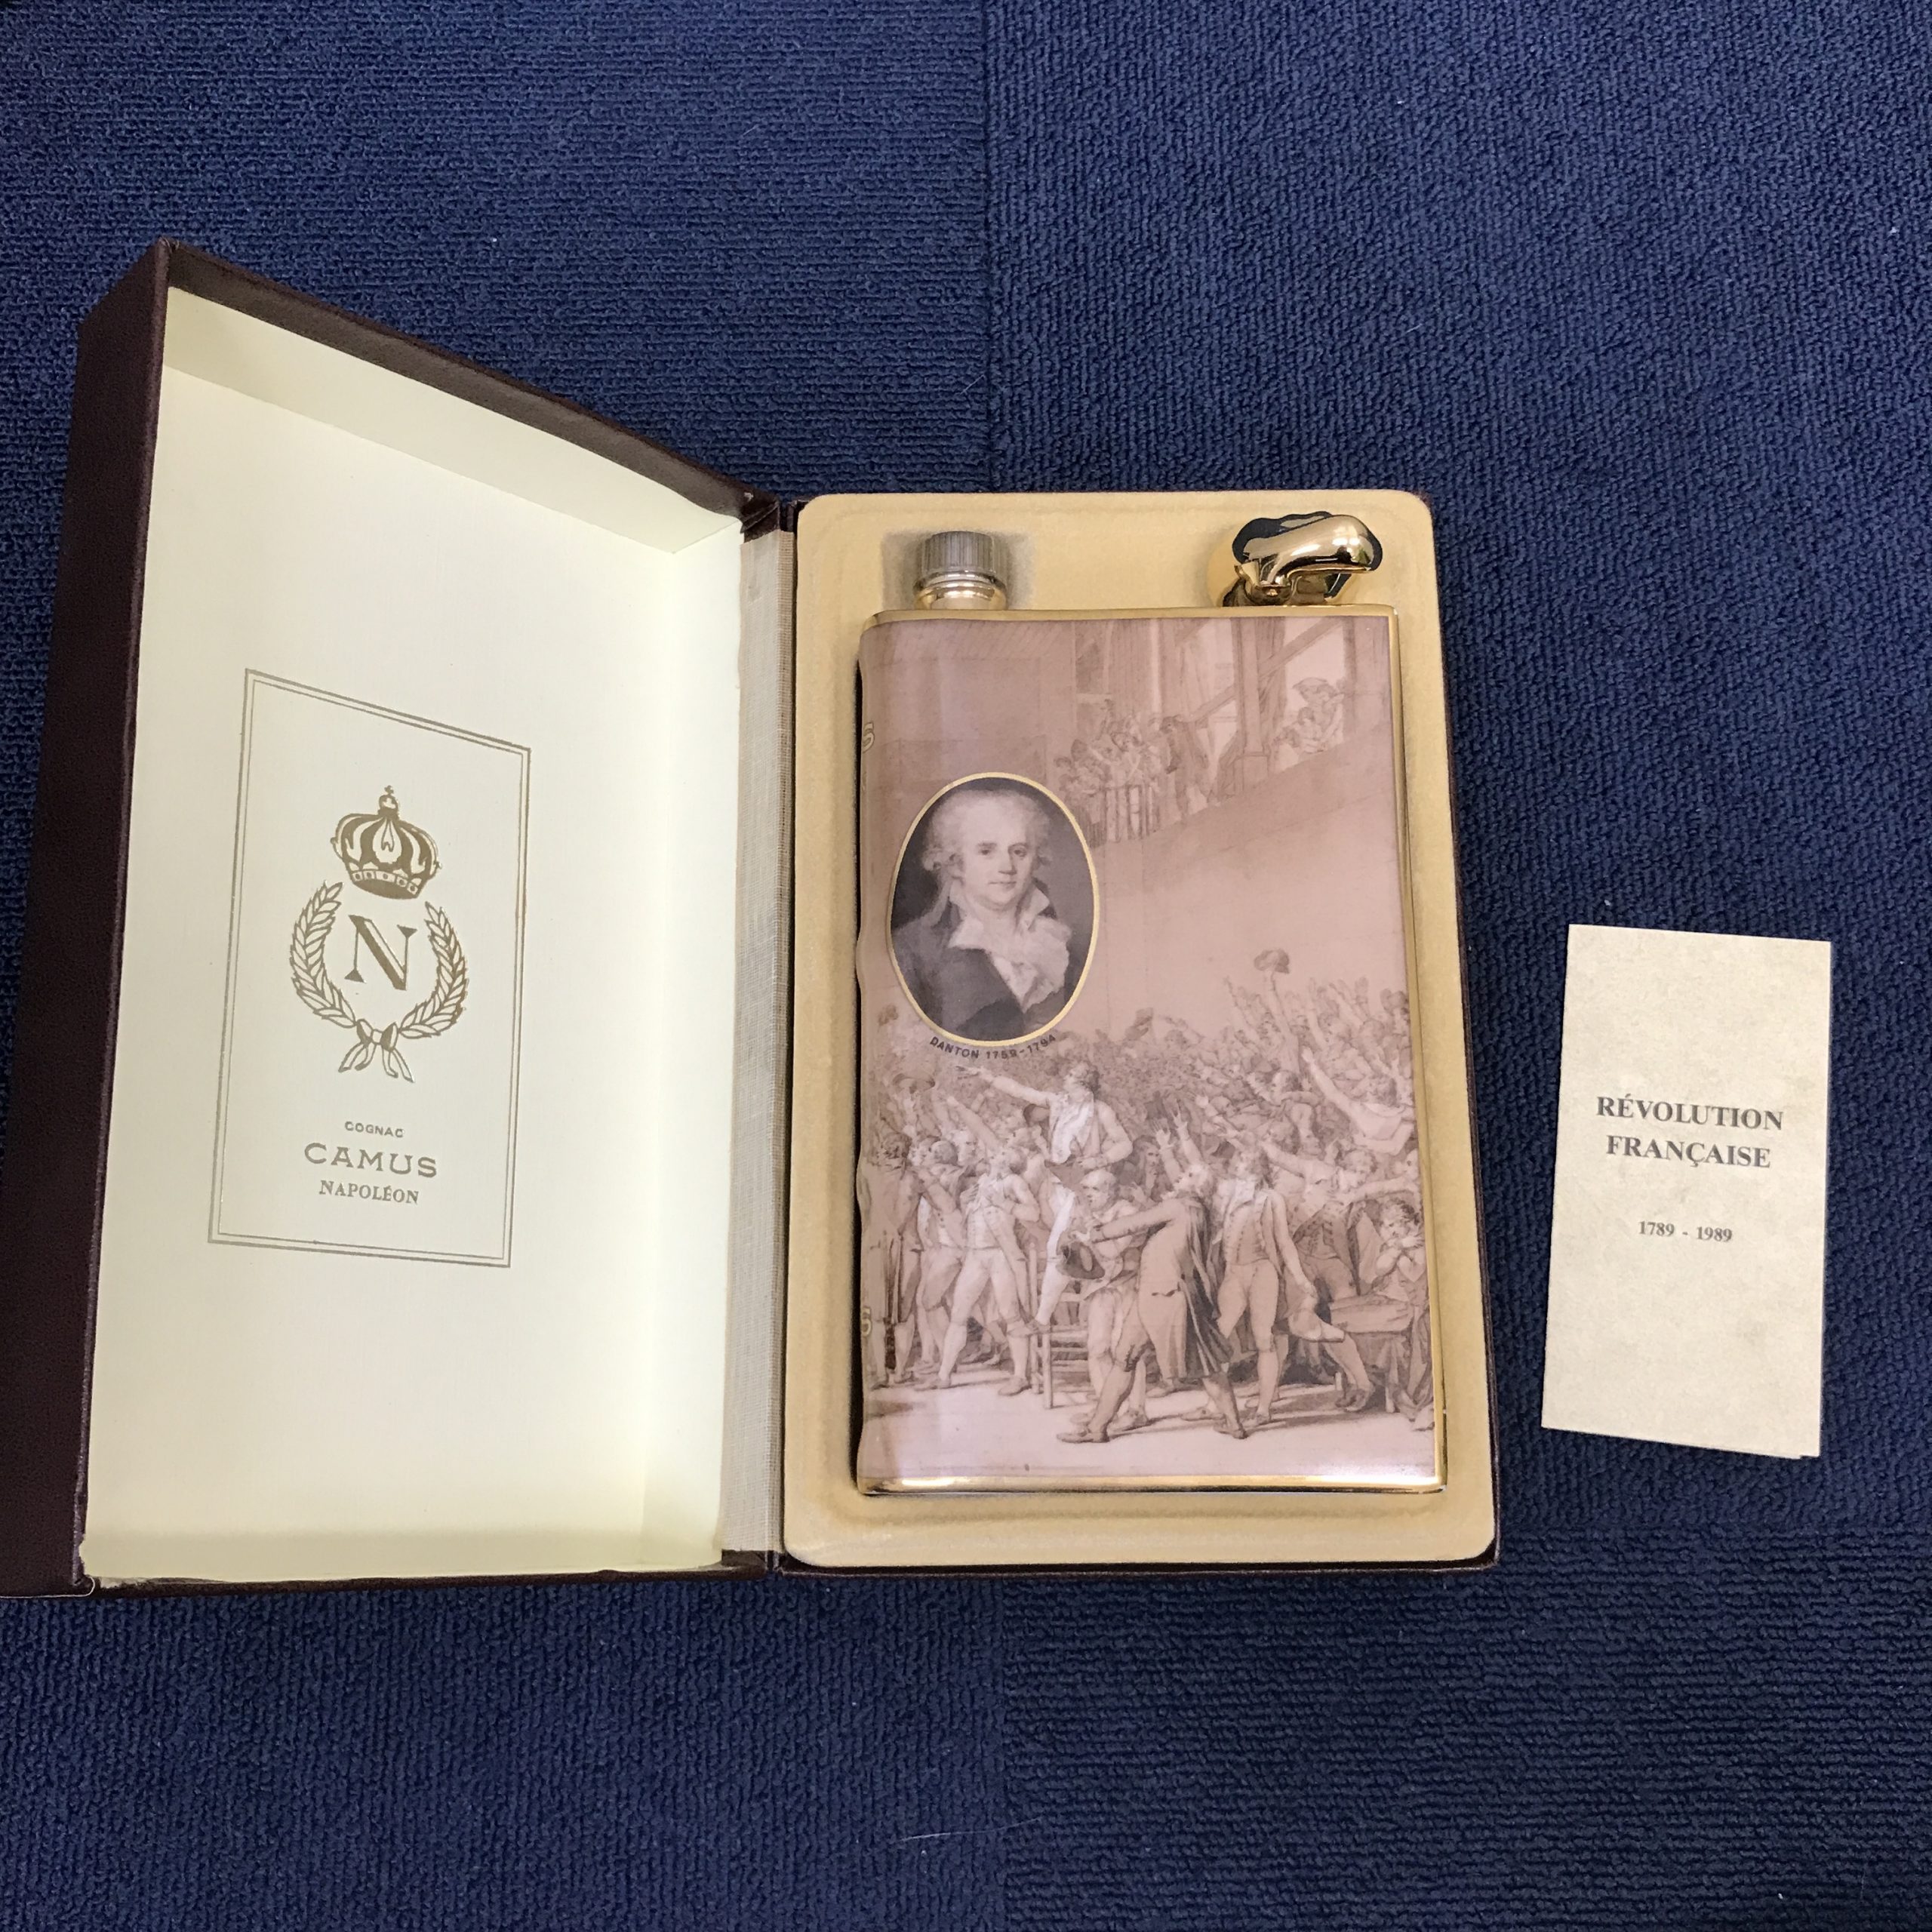 N
COGNAC
CAMUS
NAPOLÉON
DANTON 1759-1794
RÉVOLUTION
FRANÇAISE
1789 - 1989